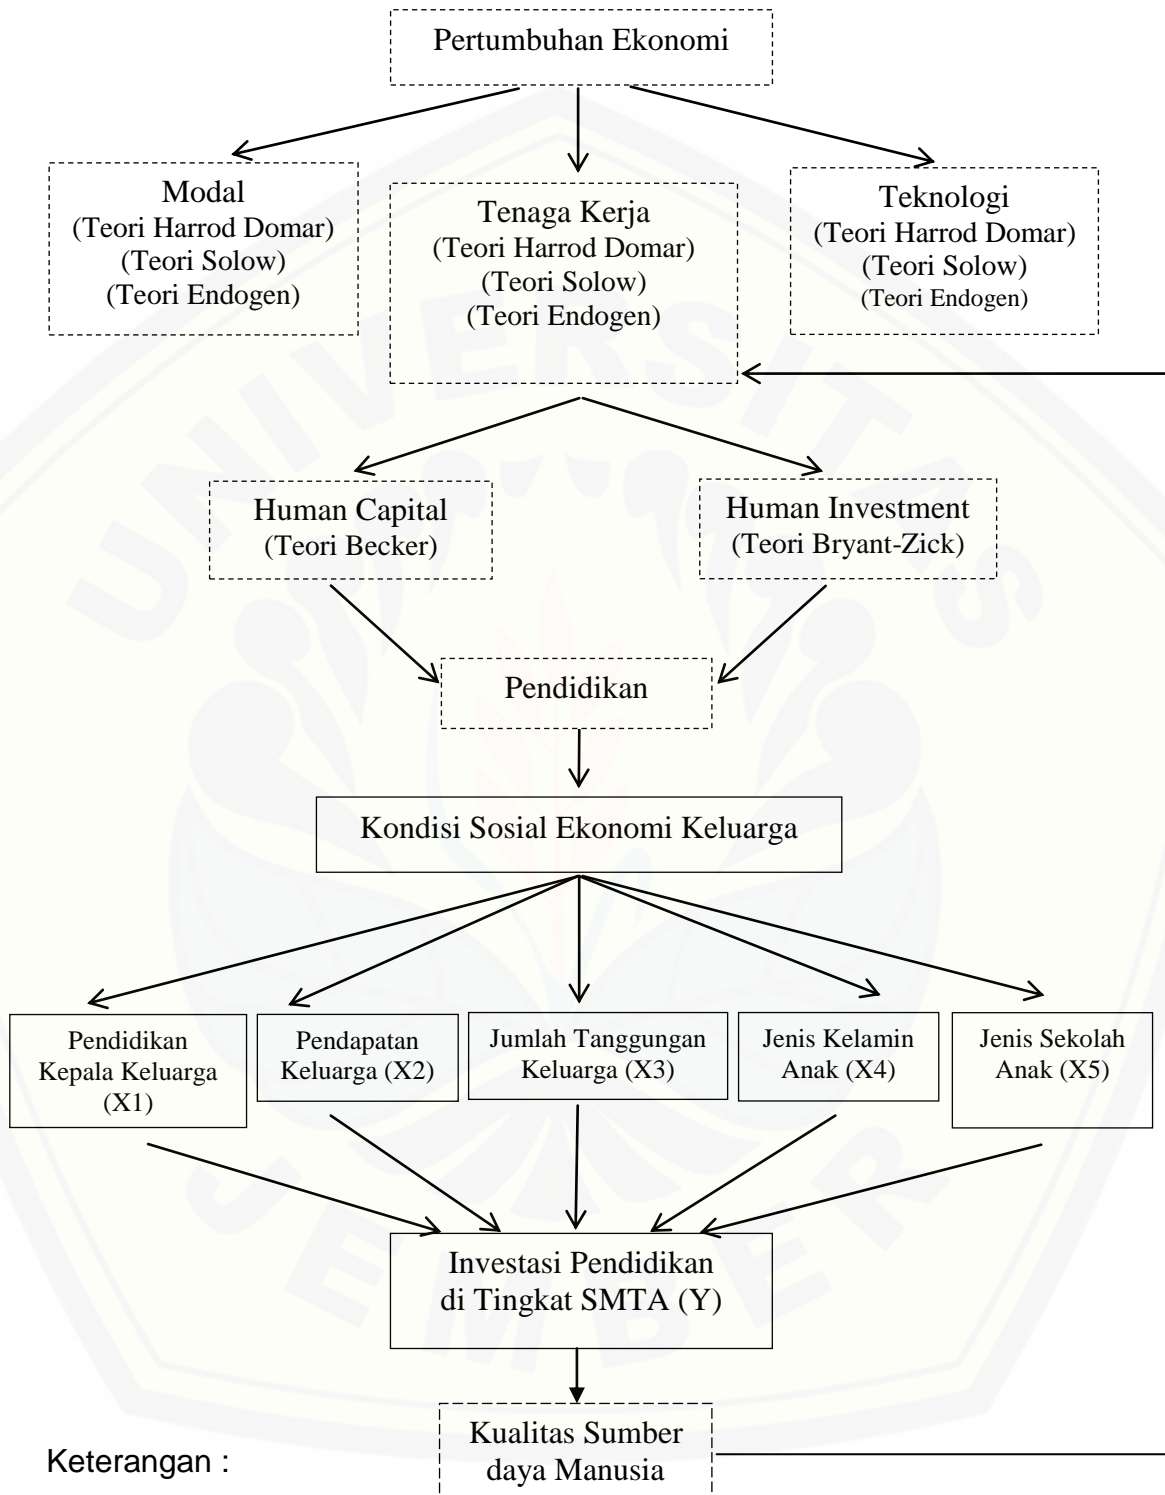 Pertumbuhan Ekonomi
Modal
(Teori Harrod Domar)
(Teori Solow)
(Teori Endogen)
Tenaga Kerja
(Teori Harrod Domar)
(Teori Solow)
(Teori Endogen)
Teknologi
(Teori Harrod Domar)
(Teori Solow)
(Teori Endogen)
Human Capital
(Teori Becker)
Human Investment
(Teori Bryant-Zick)
Pendidikan
Kondisi Sosial Ekonomi Keluarga
Pendidikan
Kepala Keluarga
(X1)
Pendapatan
Keluarga (X2)
Jumlah Tanggungan
Keluarga (X3)
Jenis Kelamin
Anak (X4)
Jenis Sekolah
Anak (X5)
Investasi Pendidikan
di Tingkat SMTA (Y)
Kualitas Sumber
daya Manusia
Keterangan :
UNIVERSITAS
JEMBER